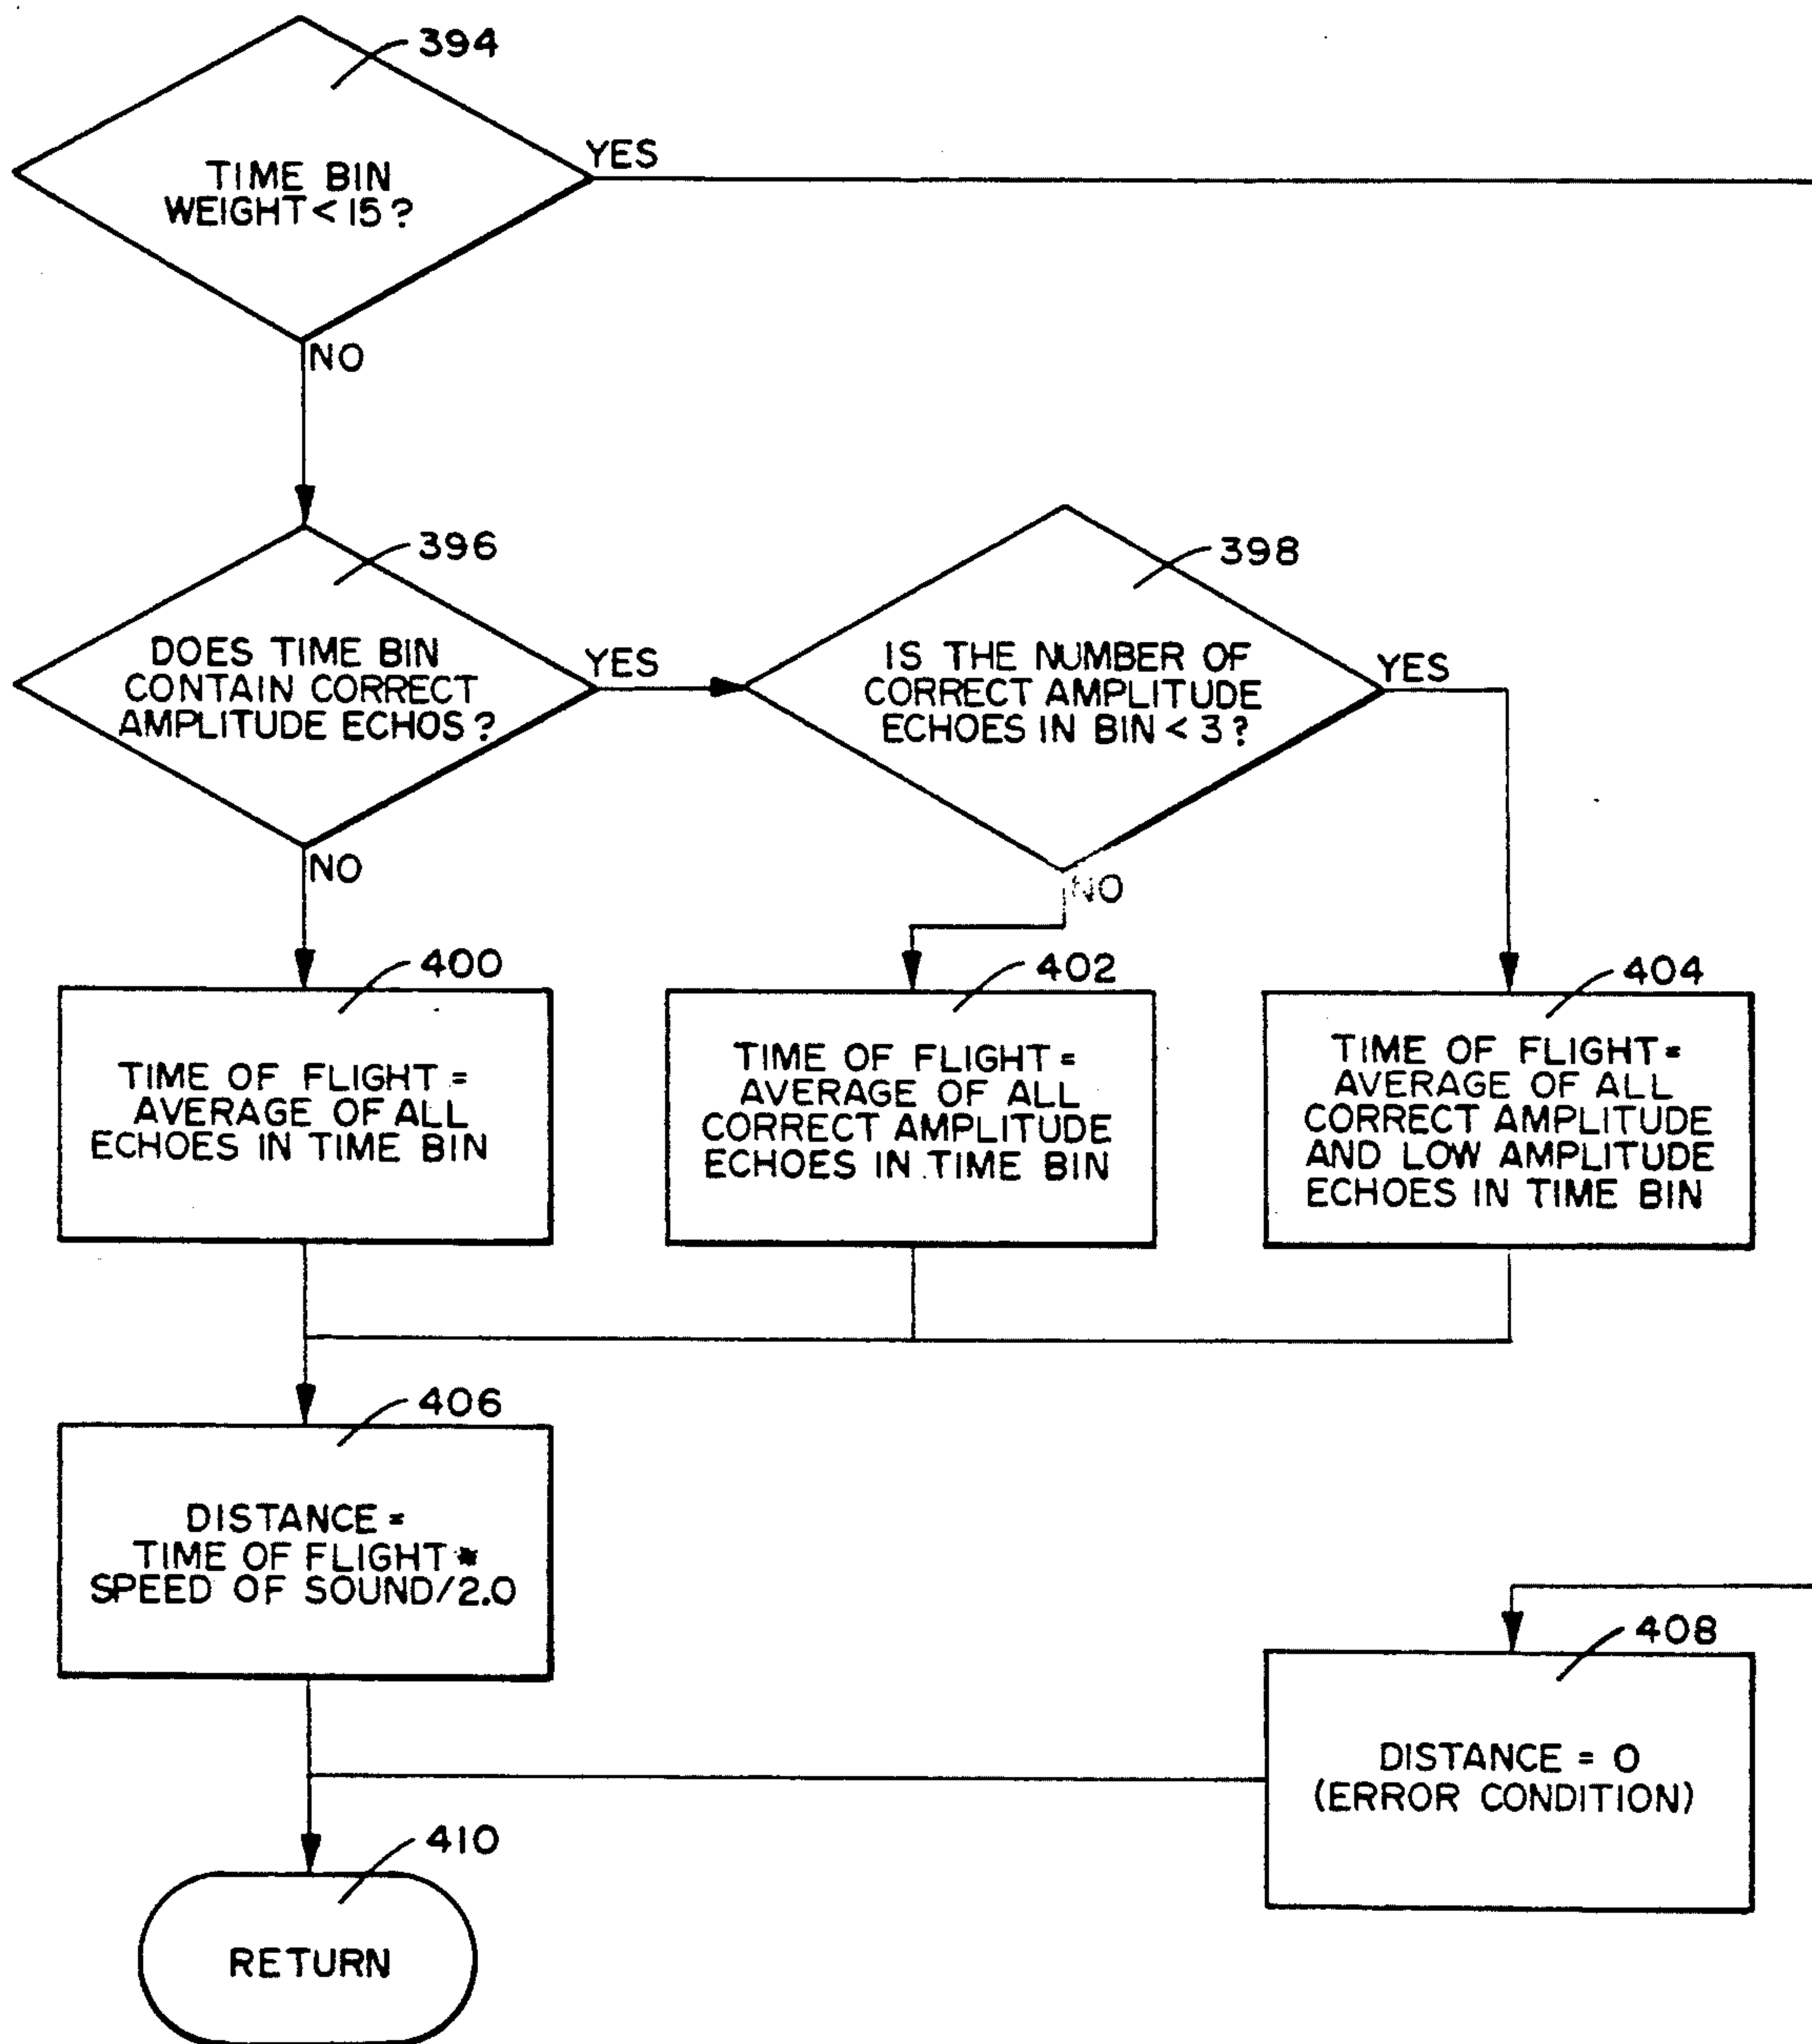 394
TIME BIN
WEIGHT < 15 ?
YES
NO
396
DOES TIME BIN
CONTAIN CORRECT
AMPLITUDE ECHOS ?
YES
NO
398
IS THE NUMBER OF
CORRECT AMPLITUDE
ECHOES IN BIN < 3 ?
YES
NO
400
TIME OF FLIGHT =
AVERAGE OF ALL
ECHOES IN TIME BIN
402
TIME OF FLIGHT =
AVERAGE OF ALL
CORRECT AMPLITUDE
ECHOES IN TIME BIN
404
TIME OF FLIGHT =
AVERAGE OF ALL
CORRECT AMPLITUDE
AND LOW AMPLITUDE
ECHOES IN TIME BIN
406
DISTANCE =
TIME OF FLIGHT *
SPEED OF SOUND/2.0
408
DISTANCE = 0
(ERROR CONDITION)
410
RETURN